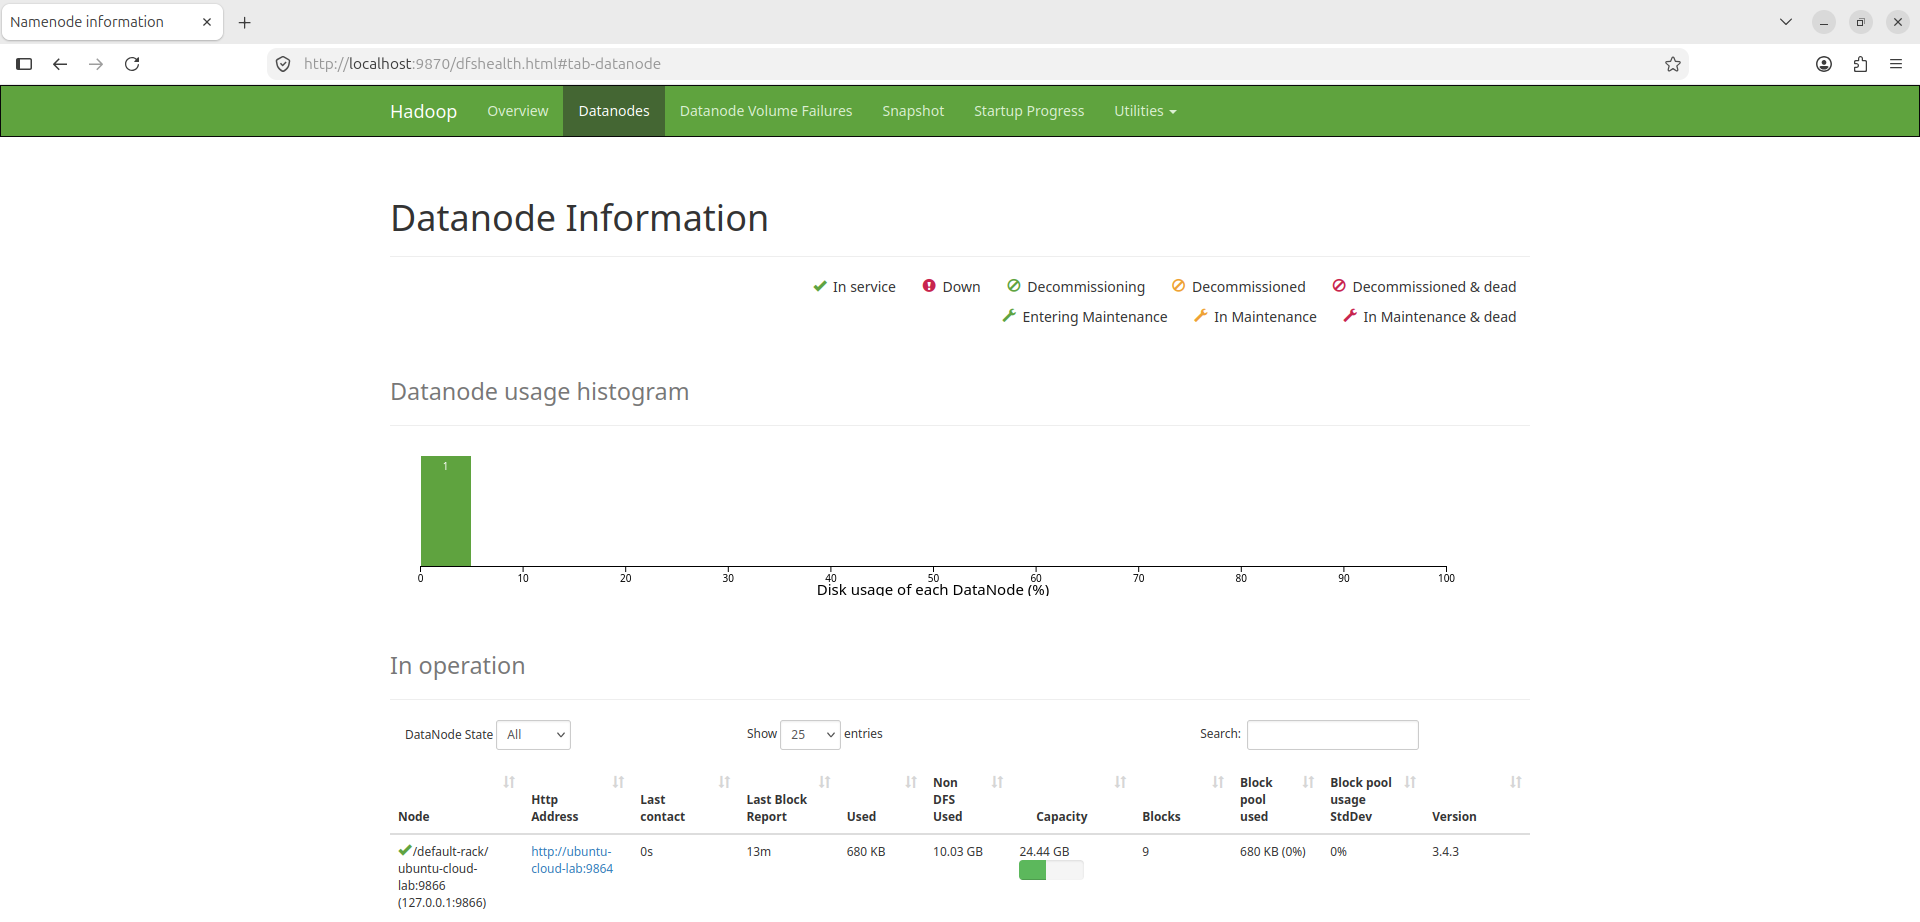 Namenode information
http://localhost:9870/dfshealth.html#tab-datanode
Hadoop Overview Datanodes Datanode Volume Failures Snapshot Startup Progress Utilities
Datanode Information
In service Down Decommissioning Decommissioned Decommissioned & dead
Entering Maintenance In Maintenance In Maintenance & dead
Datanode usage histogram
1
0 10 20 30 40 50 60 70 80 90 100
Disk usage of each DataNode (%)
In operation
DataNode State All Show 25 entries Search:
Node Http Address Last contact Last Block Report Used Non DFS Used Capacity Blocks Block pool used Block pool usage StdDev Version
/default-rack/ http://ubuntu- 0s 13m 680 KB 10.03 GB 24.44 GB 9 680 KB (0%) 0% 3.4.3
ubuntu-cloud- cloud-lab:9864
lab:9866
(127.0.0.1:9866)